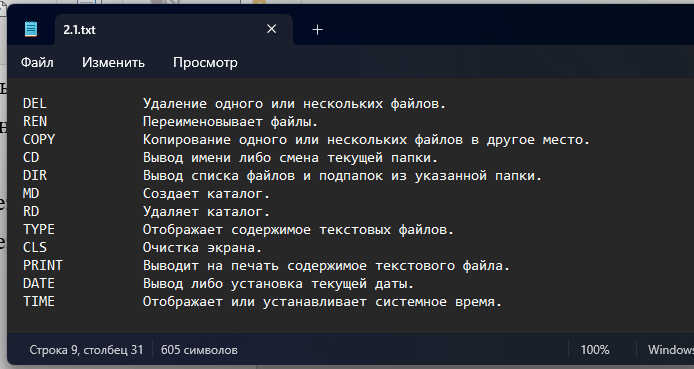 2.1.txt
Файл Изменить Просмотр
DEL Удаление одного или нескольких файлов.
REN Переименовывает файлы.
COPY Копирование одного или нескольких файлов в другое место.
CD Вывод имени либо смена текущей папки.
DIR Вывод списка файлов и подпапок из указанной папки.
MD Создает каталог.
RD Удаляет каталог.
TYPE Отображает содержимое текстовых файлов.
CLS Очистка экрана.
PRINT Выводит на печать содержимое текстового файла.
DATE Вывод либо установка текущей даты.
TIME Отображает или устанавливает системное время.
Строка 9, столбец 31 605 символов 100% Windows